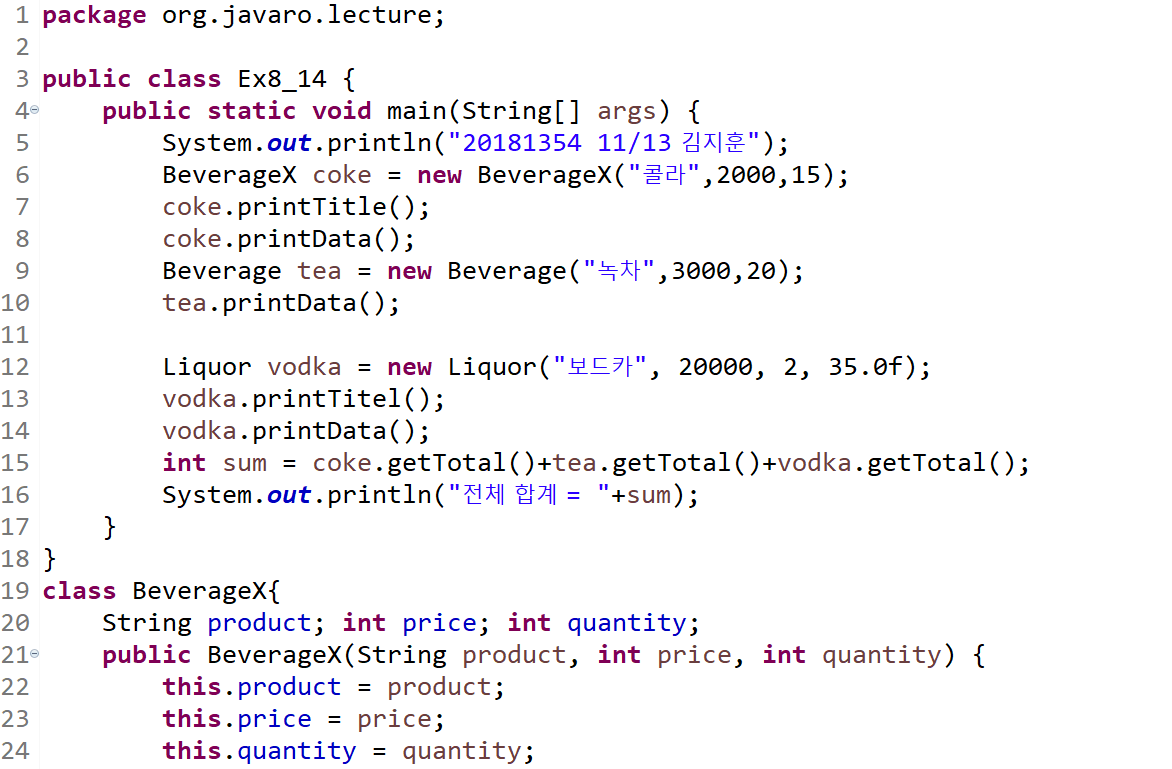 1 package org.javaro.lecture;
2
3 public class Ex8_14 {
4 public static void main(String[] args) {
5 System.out.println("20181354 11/13 김지훈");
6 BeverageX coke = new BeverageX("콜라",2000,15);
7 coke.printTitle();
8 coke.printData();
9 Beverage tea = new Beverage("녹차",3000,20);
10 tea.printData();
11
12 Liquor vodka = new Liquor("보드카", 20000, 2, 35.0f);
13 vodka.printTitel();
14 vodka.printData();
15 int sum = coke.getTotal()+tea.getTotal()+vodka.getTotal();
16 System.out.println("전체 합계 = "+sum);
17 }
18 }
19 class BeverageX{
20 String product; int price; int quantity;
21 public BeverageX(String product, int price, int quantity) {
22 this.product = product;
23 this.price = price;
24 this.quantity = quantity;